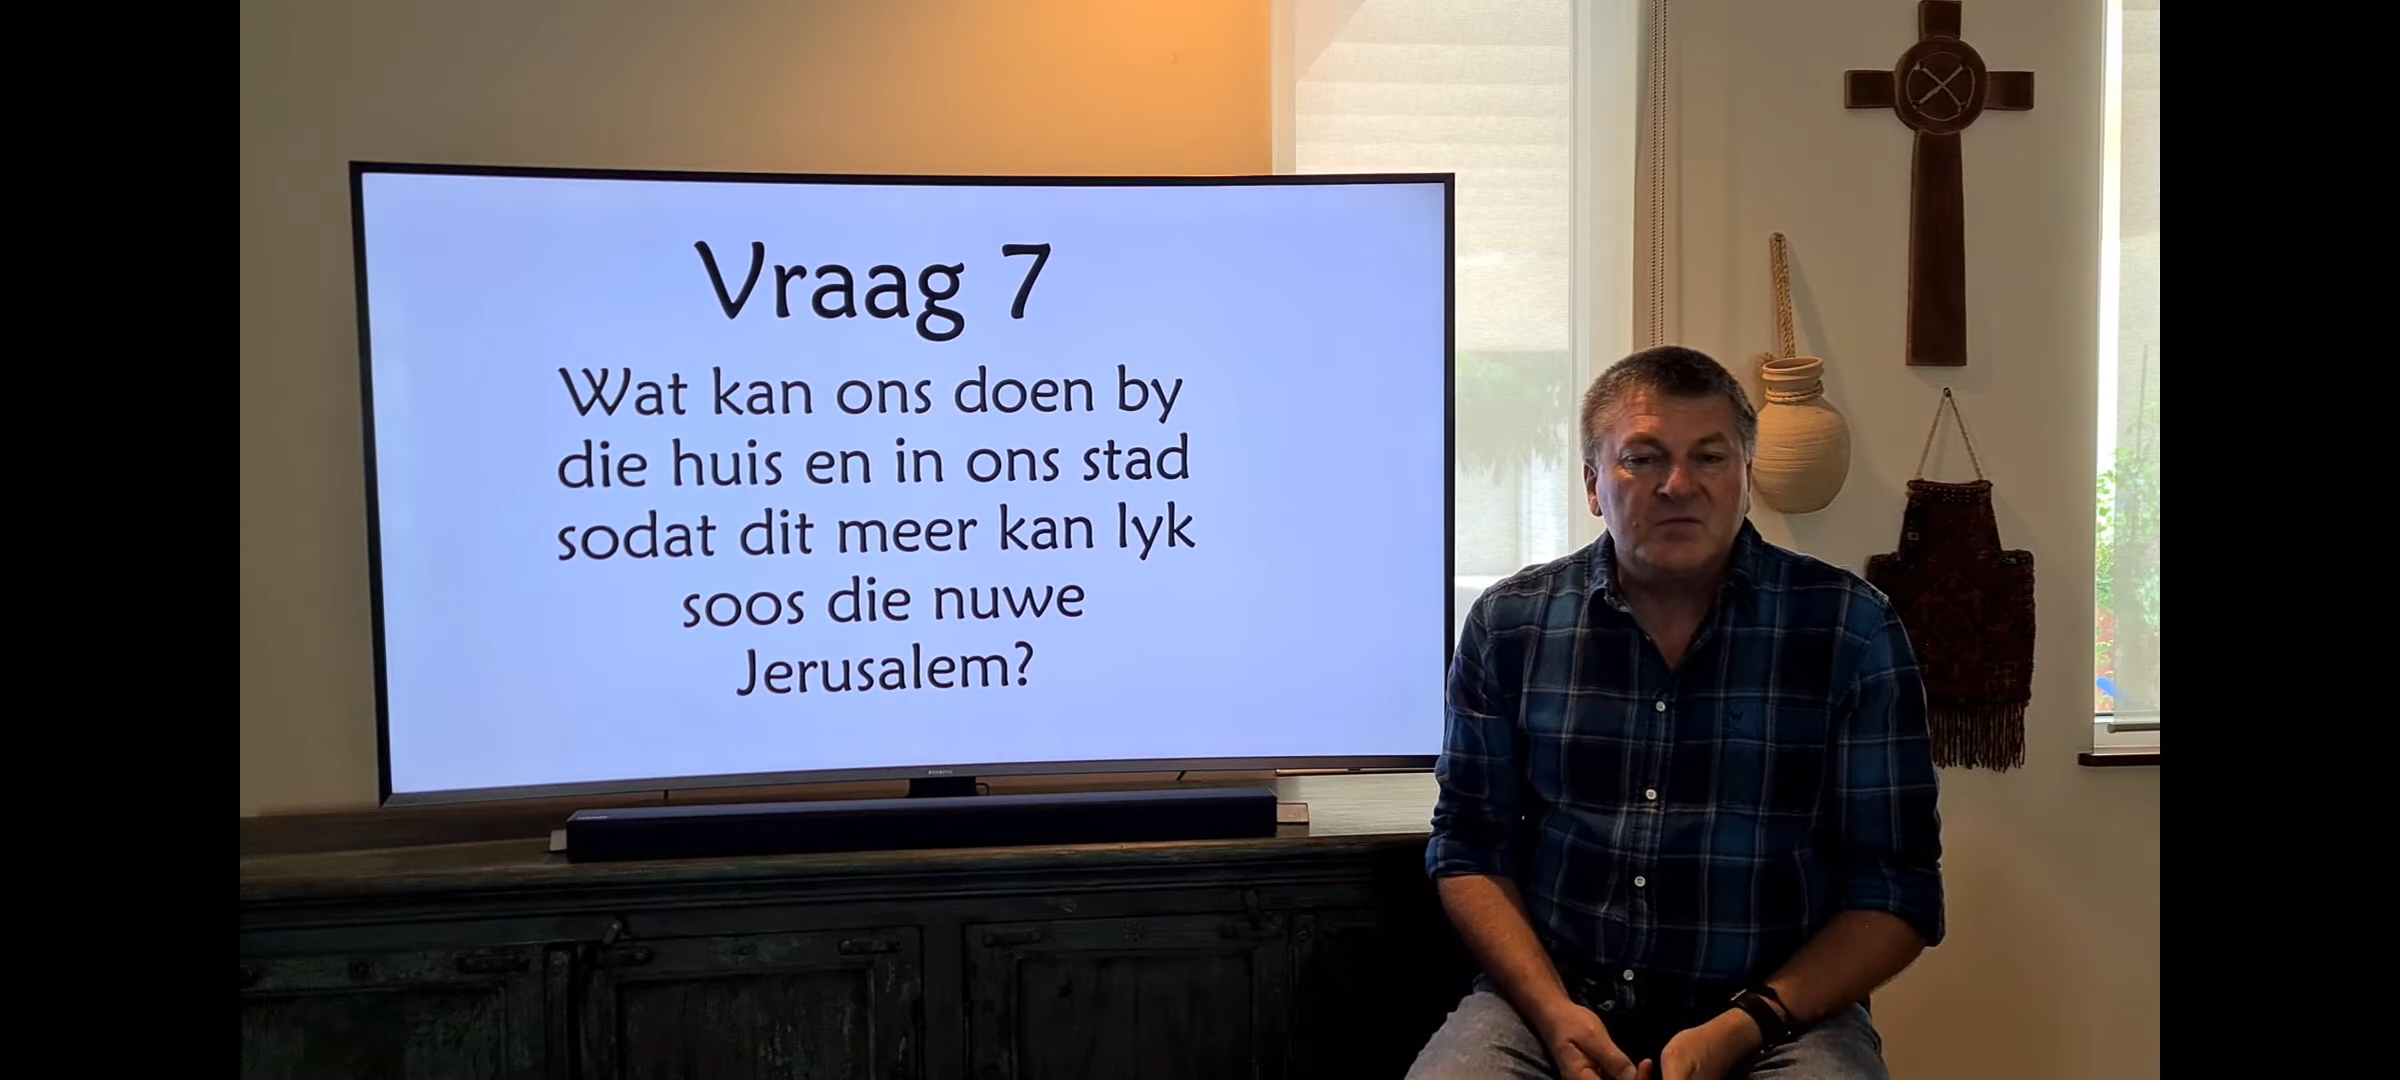 Vraag 7
Wat kan ons doen by
die huis en in ons stad
sodat dit meer kan lyk
soos die nuwe
Jerusalem?